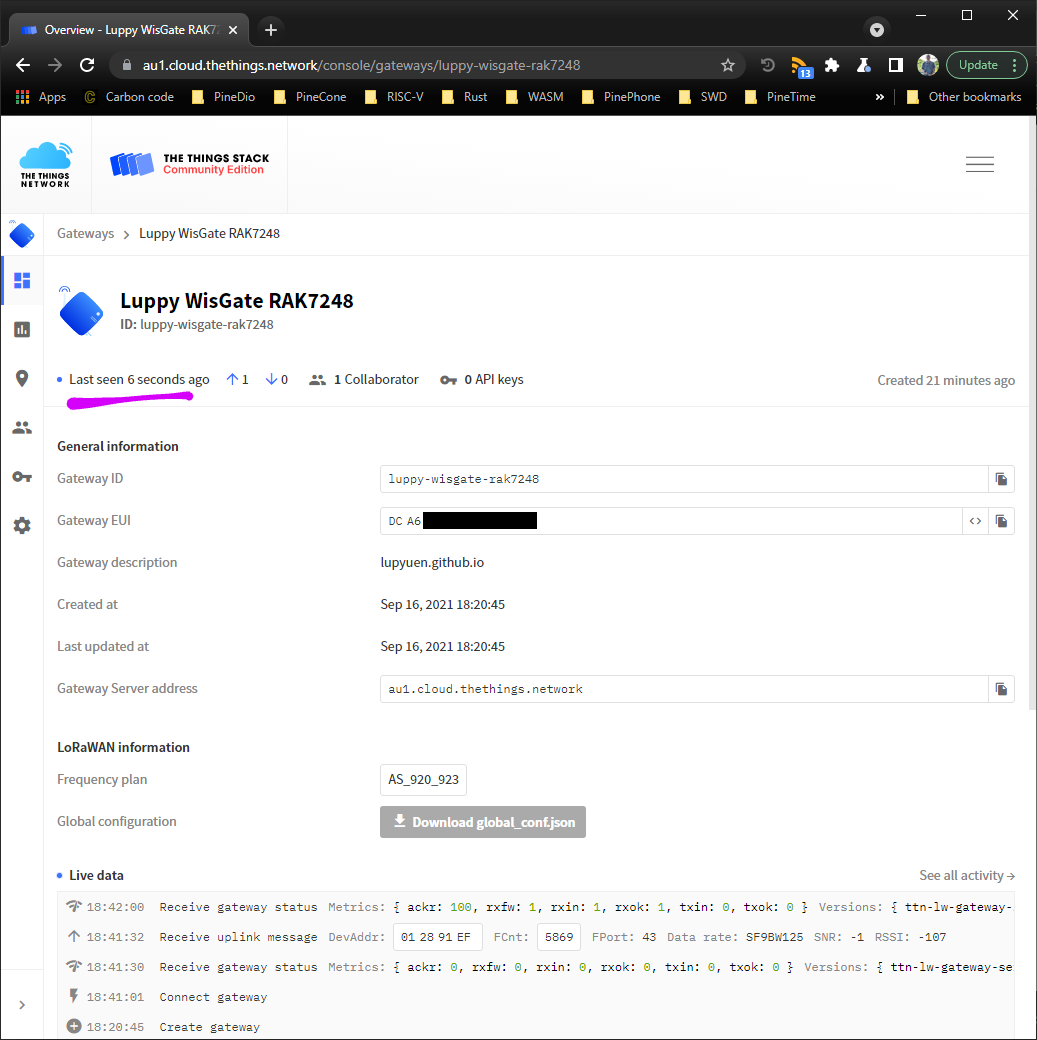 Overview - Luppy WisGate RAK72
au1.cloud.thethings.network/console/gateways/luppy-wisgate-rak7248
13
Update
Apps
Carbon code
PineDio
PineCone
RISC-V
Rust
WASM
PinePhone
SWD
PineTime
»
Other bookmarks
THE THINGS
NETWORK
THE THINGS STACK
Community Edition
Gateways > Luppy WisGate RAK7248
Luppy WisGate RAK7248
ID: luppy-wisgate-rak7248
Last seen 6 seconds ago ↑ 1 ↓ 0 1 Collaborator 0 API keys Created 21 minutes ago
General information
Gateway ID luppy-wisgate-rak7248
Gateway EUI DC A6 <>
Gateway description lupyuen.github.io
Created at Sep 16, 2021 18:20:45
Last updated at Sep 16, 2021 18:20:45
Gateway Server address au1.cloud.thethings.network
LoRaWAN information
Frequency plan AS_920_923
Global configuration Download global_conf.json
Live data See all activity →
18:42:00 Receive gateway status Metrics: { ackr: 100, rxfw: 1, rxin: 1, rxok: 1, txin: 0, txok: 0 } Versions: { ttn-lw-gateway-
18:41:32 Receive uplink message DevAddr: 01 28 91 EF FCnt: 5869 FPort: 43 Data rate: SF9BW125 SNR: -1 RSSI: -107
18:41:30 Receive gateway status Metrics: { ackr: 0, rxfw: 0, rxin: 0, rxok: 0, txin: 0, txok: 0 } Versions: { ttn-lw-gateway-se
18:41:01 Connect gateway
18:20:45 Create gateway